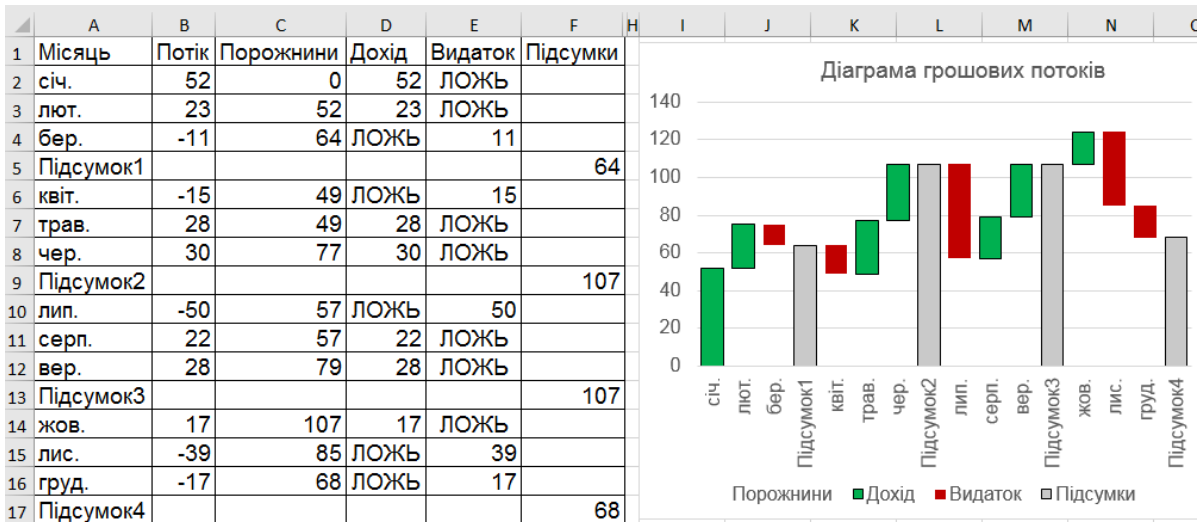 A B C D E F H I J K L M N
1 Місяць Потік Порожнини Дохід Видаток Підсумки
2 січ. 52 0 52 ЛОЖЬ
3 лют. 23 52 23 ЛОЖЬ
4 бер. -11 64 ЛОЖЬ 11
5 Підсумок1 64
6 квіт. -15 49 ЛОЖЬ 15
7 трав. 28 49 28 ЛОЖЬ
8 чер. 30 77 30 ЛОЖЬ
9 Підсумок2 107
10 лип. -50 57 ЛОЖЬ 50
11 серп. 22 57 22 ЛОЖЬ
12 вер. 28 79 28 ЛОЖЬ
13 Підсумок3 107
14 жов. 17 107 17 ЛОЖЬ
15 лис. -39 85 ЛОЖЬ 39
16 груд. -17 68 ЛОЖЬ 17
17 Підсумок4 68
Діаграма грошових потоків
140
120
100
80
60
40
20
0
січ. лют. бер. Підсумок1 квіт. трав. чер. Підсумок2 лип. серп. вер. Підсумок3 жов. лис. груд. Підсумок4
Порожнини Дохід Видаток Підсумки